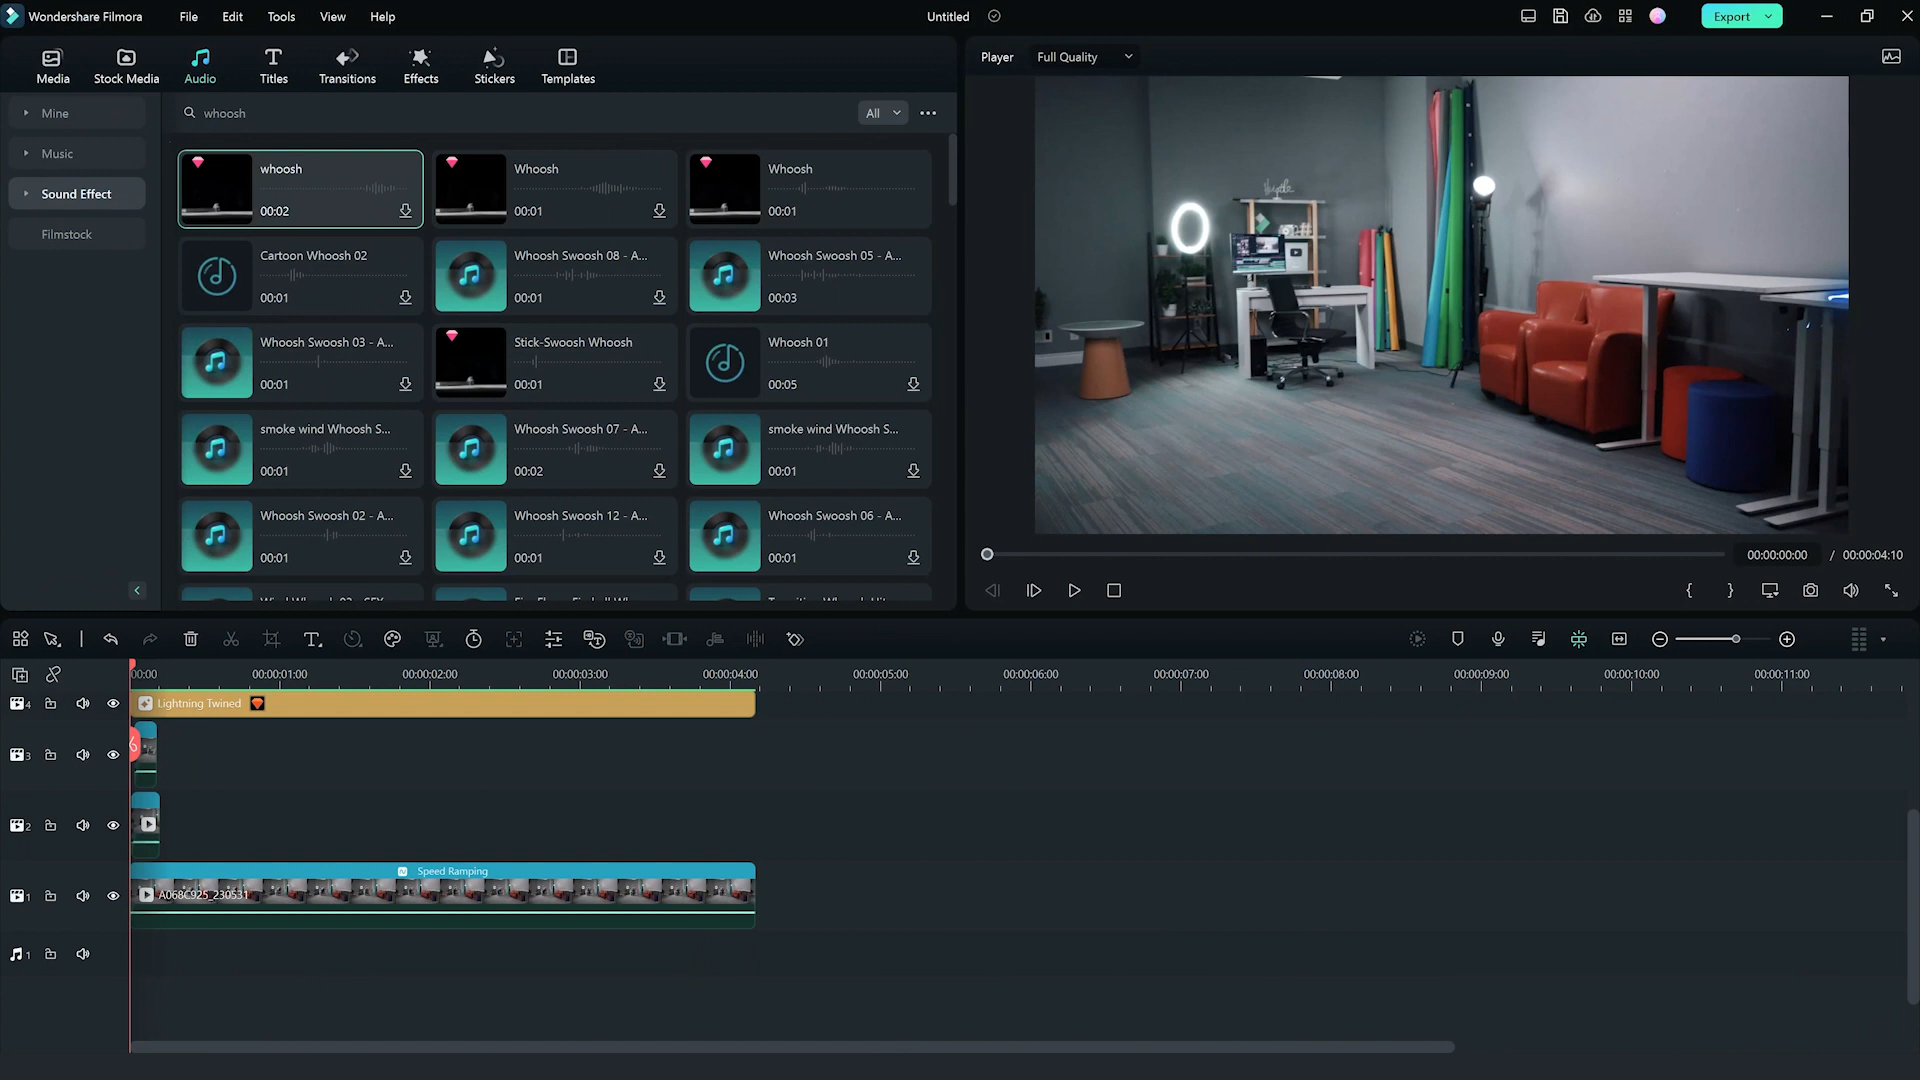 Wondershare Filmora
File Edit Tools View Help
Untitled
Export
Media
Stock Media
Audio
Titles
Transitions
Effects
Stickers
Templates
Player
Full Quality
Mine
Music
Sound Effect
Filmstock
whoosh
All
whoosh
00:02
Whoosh
00:01
Whoosh
00:01
Cartoon Whoosh 02
00:01
Whoosh Swoosh 08 - A...
00:01
Whoosh Swoosh 05 - A...
00:03
Whoosh Swoosh 03 - A...
00:01
Stick-Swoosh Whoosh
00:01
Whoosh 01
00:05
smoke wind Whoosh S...
00:01
Whoosh Swoosh 07 - A...
00:02
smoke wind Whoosh S...
00:01
Whoosh Swoosh 02 - A...
00:01
Whoosh Swoosh 12 - A...
00:01
Whoosh Swoosh 06 - A...
00:01
00:00:00:00 / 00:00:04:10
00:00 00:00:01:00 00:00:02:00 00:00:03:00 00:00:04:00 00:00:05:00 00:00:06:00 00:00:07:00 00:00:08:00 00:00:09:00 00:00:10:00 00:00:11:00
4
Lightning Twined
3
2
Speed Ramping
1
A068C925_230531
1